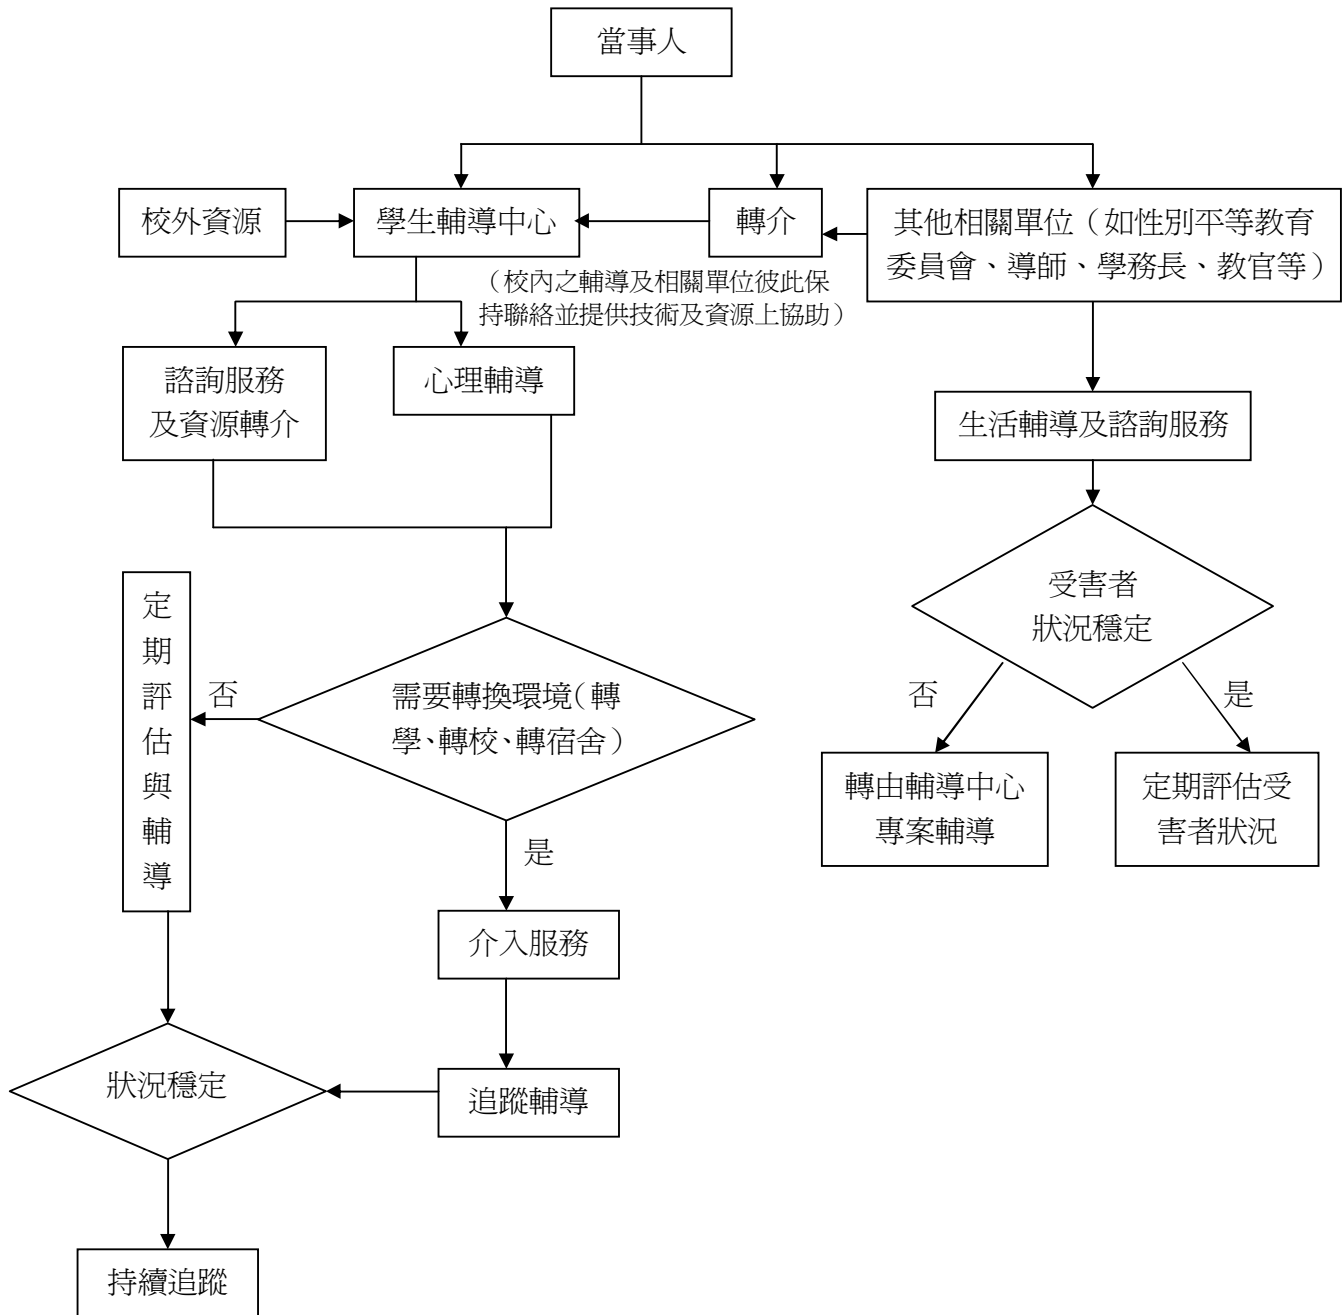 當事人
校外資源
學生輔導中心
轉介
其他相關單位（如性別平等教育
委員會、導師、學務長、教官等）
（校內之輔導及相關單位彼此保
持聯絡並提供技術及資源上協助）
諮詢服務
及資源轉介
心理輔導
生活輔導及諮詢服務
受害者
狀況穩定
否
是
轉由輔導中心
專案輔導
定期評估受
害者狀況
定期評估與輔導
否
需要轉換環境（轉
學、轉校、轉宿舍）
是
介入服務
狀況穩定
追蹤輔導
持續追蹤